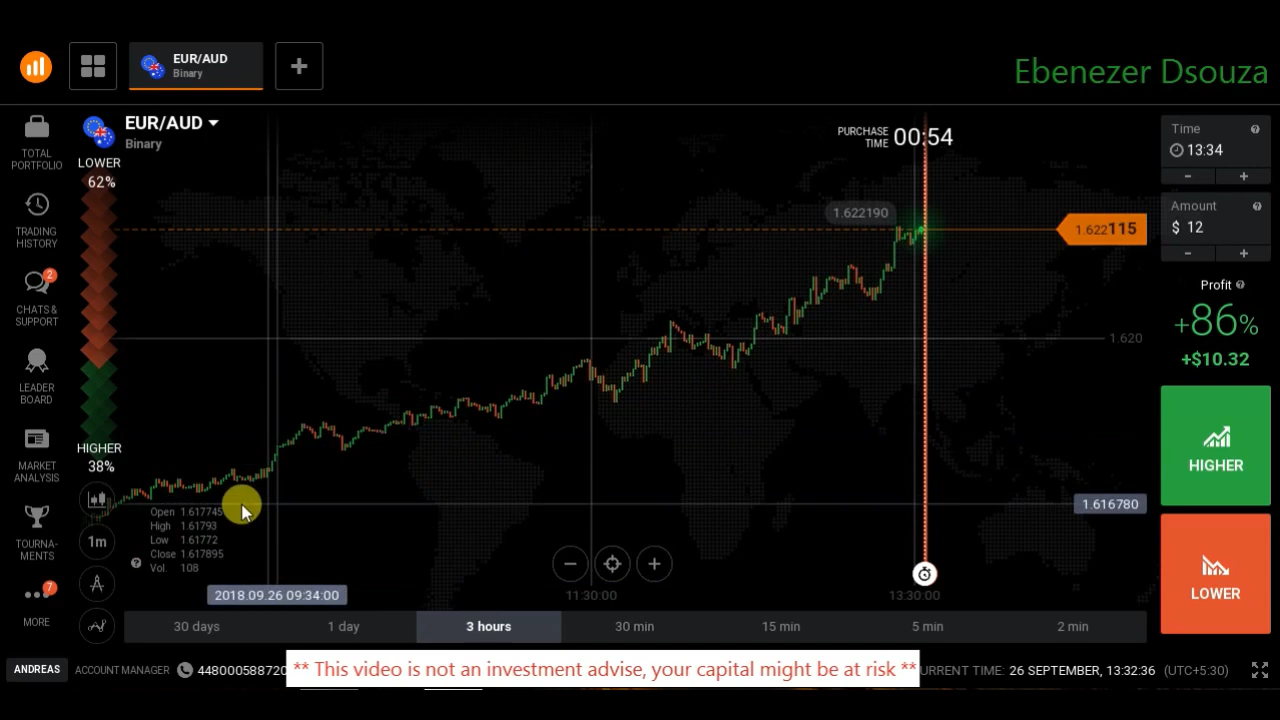 EUR/AUD
Binary
Ebenezer Dsouza
TOTAL
PORTFOLIO
TRADING
HISTORY
2
CHATS &
SUPPORT
LEADER
BOARD
MARKET
ANALYSIS
TOURNA-
MENTS
7
MORE
EUR/AUD
Binary
LOWER
62%
HIGHER
38%
1m
Open 1.617745
High 1.61793
Low 1.61772
Close 1.617895
Vol. 108
PURCHASE
TIME
00:54
1.622190
1.622115
1.620
1.616780
2018.09.26 09:34:00
11:30:00
13:30:00
30 days
1 day
3 hours
30 min
15 min
5 min
2 min
Time
13:34
Amount
$ 12
Profit
+86%
+$10.32
HIGHER
LOWER
ANDREAS
ACCOUNT MANAGER
448000588720
** This video is not an investment advise, your capital might be at risk **
URRENT TIME: 26 SEPTEMBER, 13:32:36 (UTC+5:30)